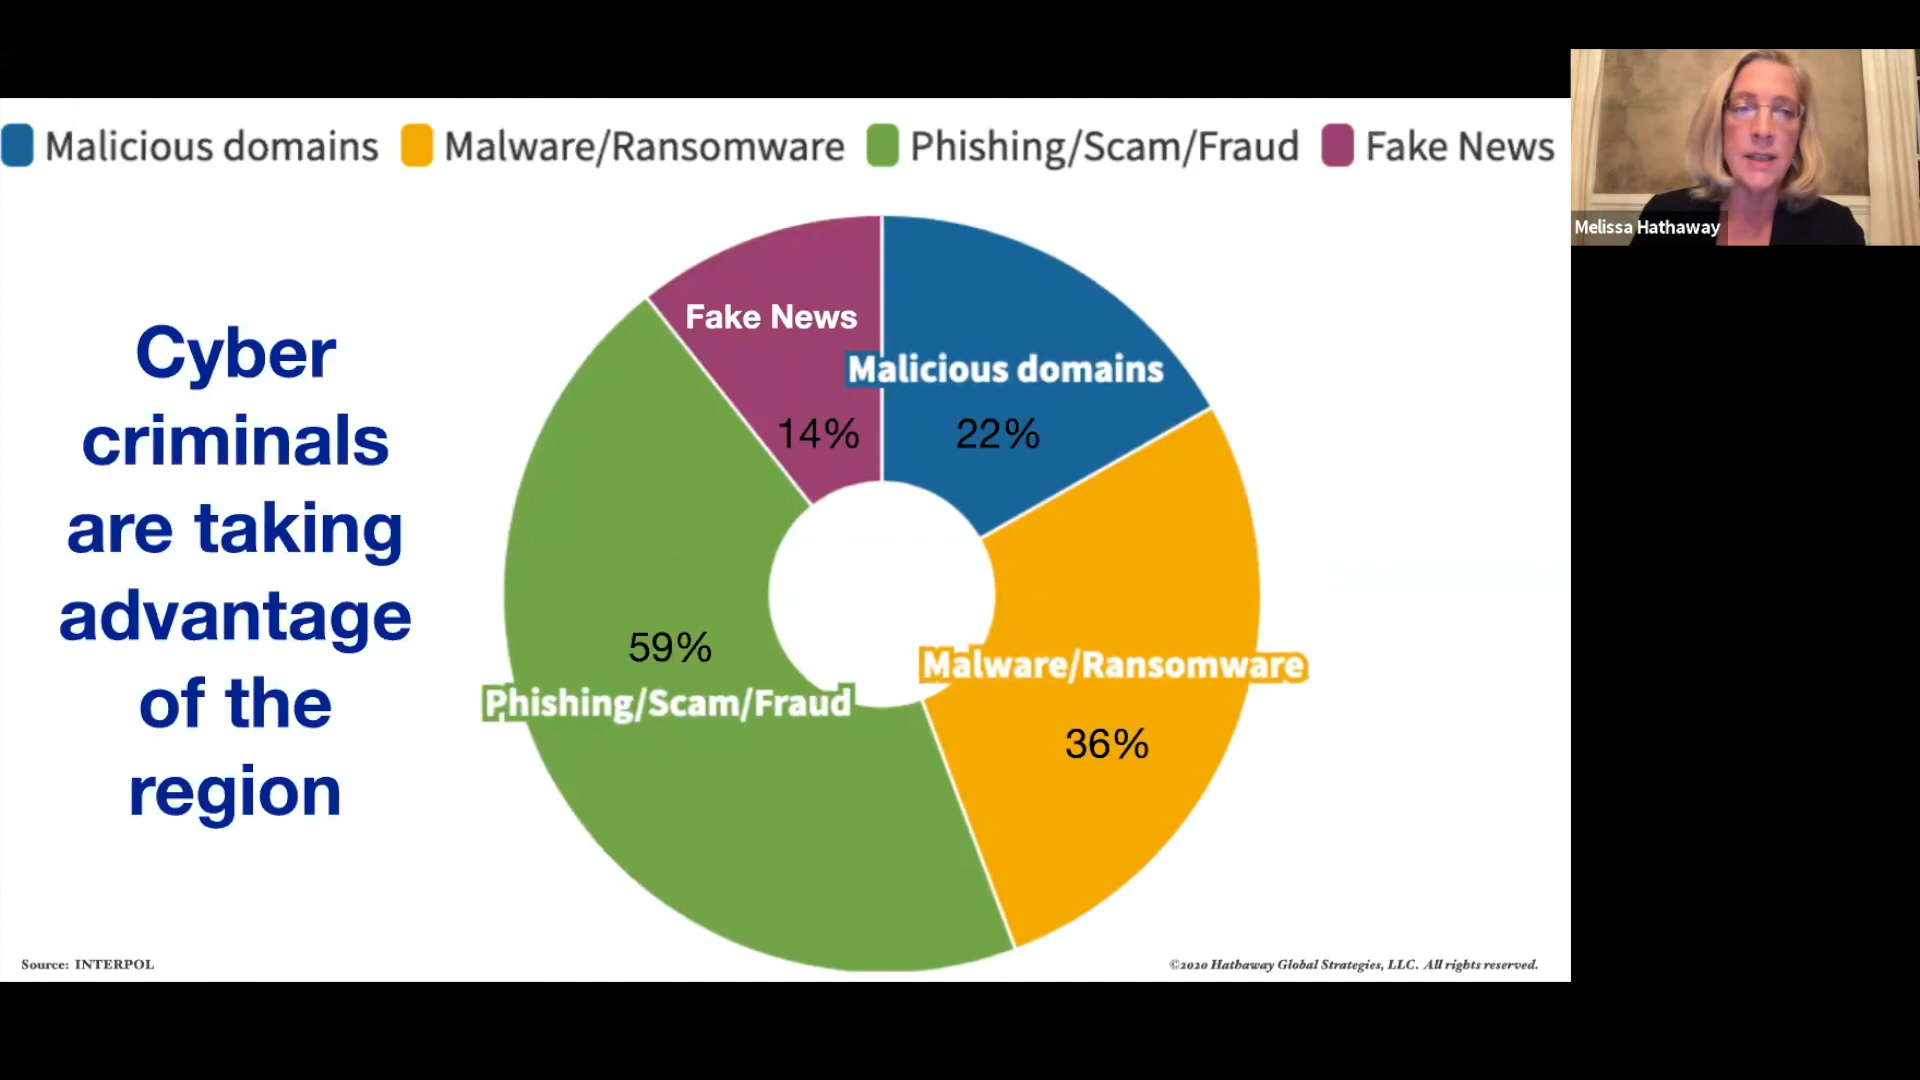 Malicious domains Malware/Ransomware Phishing/Scam/Fraud Fake News
Melissa Hathaway
Cyber
criminals
are taking
advantage
of the
region
Fake News
Malicious domains
14%
22%
59%
Malware/Ransomware
Phishing/Scam/Fraud
36%
Source: INTERPOL
©2020 Hathaway Global Strategies, LLC. All rights reserved.